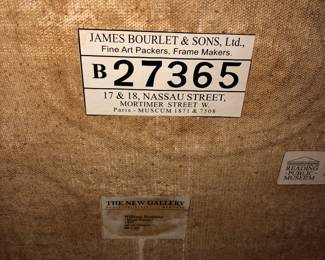 JAMES BOURLET & SONS, Ltd.,
Fine Art Packers, Frame Makers.
B 27365
17 & 18, NASSAU STREET,
MORTIMER STREET W.
Paris - MUSCUM 1871 & 7508
READING
PUBLIC
MUSEUM
THE NEW GALLERY